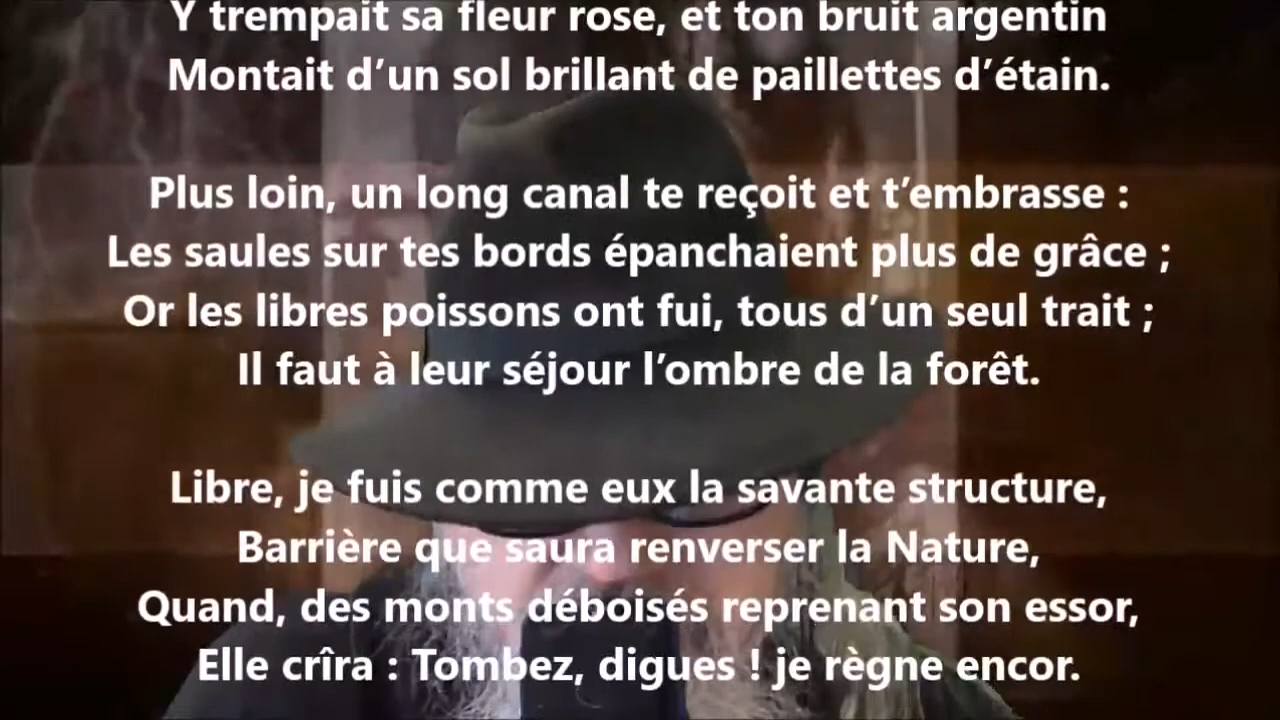 Y trempait sa fleur rose, et ton bruit argentin
Montait d’un sol brillant de paillettes d’étain.
Plus loin, un long canal te reçoit et t’embrasse :
Les saules sur tes bords épanchaient plus de grâce ;
Or les libres poissons ont fui, tous d’un seul trait ;
Il faut à leur séjour l’ombre de la forêt.
Libre, je fuis comme eux la savante structure,
Barrière que saura renverser la Nature,
Quand, des monts déboisés reprenant son essor,
Elle crîra : Tombez, digues ! je règne encor.